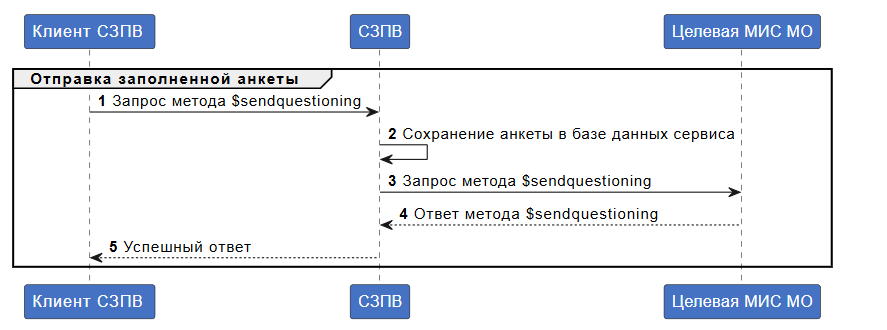 Клиент СЗПВ СЗПВ Целевая МИС МО
Отправка заполненной анкеты
1 Запрос метода $sendquestioning
2 Сохранение анкеты в базе данных сервиса
3 Запрос метода $sendquestioning
4 Ответ метода $sendquestioning
5 Успешный ответ
Клиент СЗПВ СЗПВ Целевая МИС МО